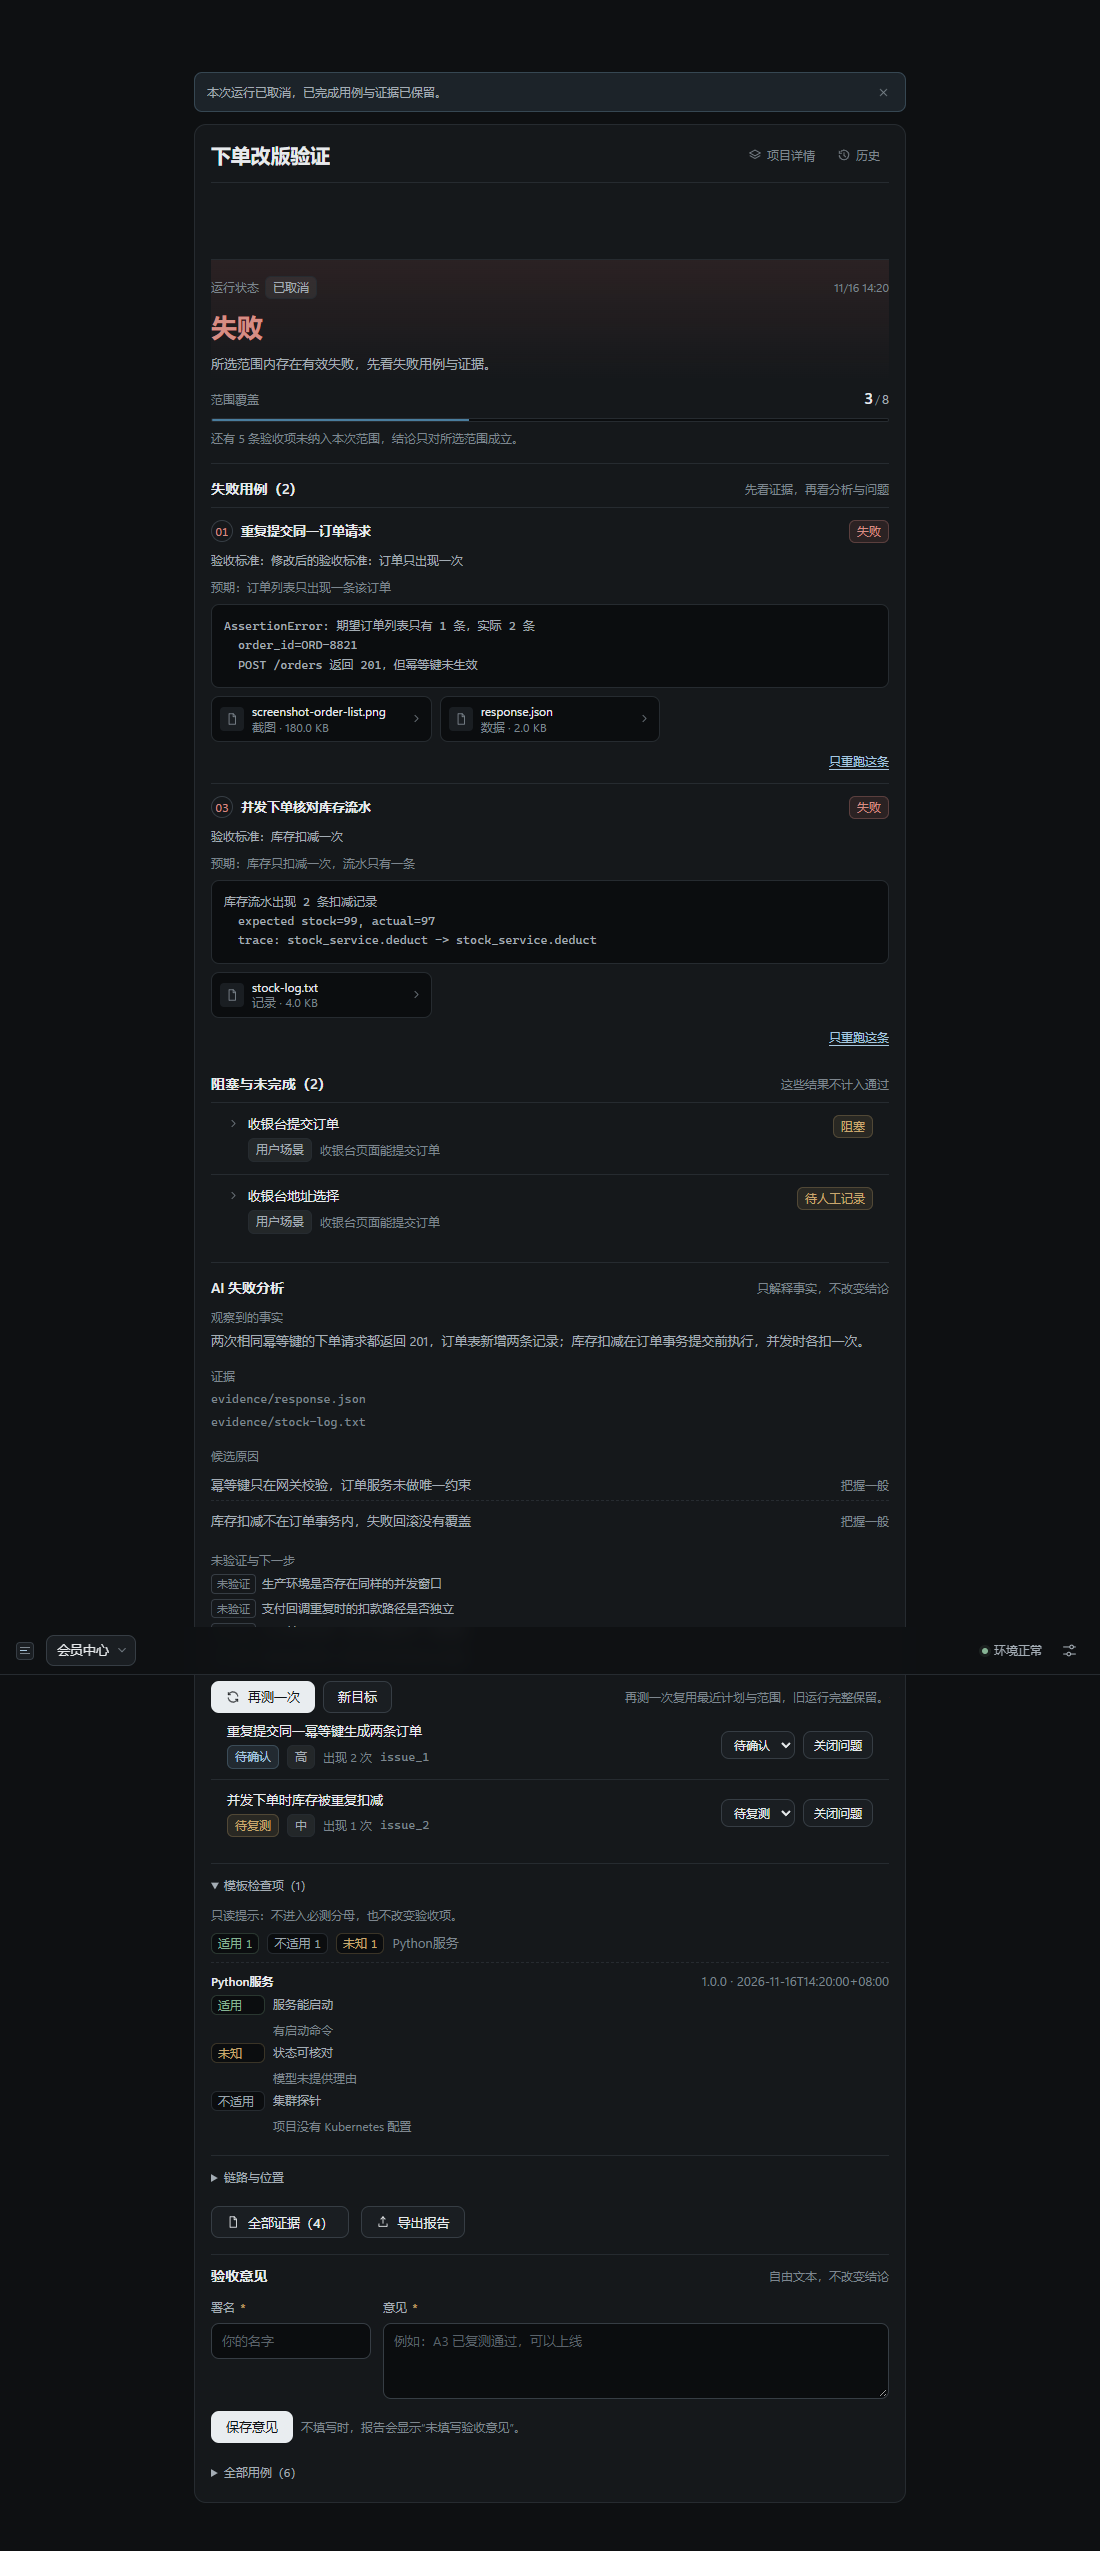 本次运行已取消，已完成用例与证据已保留。
下单改版验证
项目详情
历史
运行状态 已取消
11/16 14:20
失败
所选范围内存在有效失败，先看失败用例与证据。
范围覆盖
3 / 8
还有 5 条验收项未纳入本次范围，结论只对所选范围成立。
失败用例（2）
先看证据，再看分析与问题
01 重复提交同一订单请求
失败
验收标准：修改后的验收标准：订单只出现一次
预期：订单列表只出现一条该订单
AssertionError: 期望订单列表只有 1 条，实际 2 条
order_id=ORD-8821
POST /orders 返回 201，但幂等键未生效
screenshot-order-list.png
截图 · 180.0 KB
response.json
数据 · 2.0 KB
只重跑这条
03 并发下单核对库存流水
失败
验收标准：库存扣减一次
预期：库存只扣减一次，流水只有一条
库存流水出现 2 条扣减记录
expected stock=99, actual=97
trace: stock_service.deduct -> stock_service.deduct
stock-log.txt
记录 · 4.0 KB
只重跑这条
阻塞与未完成（2）
这些结果不计入通过
收银台提交订单
阻塞
用户场景 收银台页面能提交订单
收银台地址选择
待人工记录
用户场景 收银台页面能提交订单
AI 失败分析
只解释事实，不改变结论
观察到的事实
两次相同幂等键的下单请求都返回 201，订单表新增两条记录；库存扣减在订单事务提交前执行，并发时各扣一次。
证据
evidence/response.json
evidence/stock-log.txt
候选原因
幂等键只在网关校验，订单服务未做唯一约束
把握一般
库存扣减不在订单事务内，失败回滚没有覆盖
把握一般
未验证与下一步
未验证 生产环境是否存在同样的并发窗口
未验证 支付回调重复时的扣款路径是否独立
会员中心
环境正常
再测一次
新目标
再测一次复用最近计划与范围，旧运行完整保留。
重复提交同一幂等键生成两条订单
待确认 高 出现 2 次 issue_1
待确认
关闭问题
并发下单时库存被重复扣减
待复测 中 出现 1 次 issue_2
待复测
关闭问题
模板检查项（1）
只读提示：不进入必测分母，也不改变验收项。
适用 1 不适用 1 未知 1 Python服务
Python服务
1.0.0 · 2026-11-16T14:20:00+08:00
适用 服务能启动
有启动命令
未知 状态可核对
模型未提供理由
不适用 集群探针
项目没有 Kubernetes 配置
链路与位置
全部证据（4）
导出报告
验收意见
自由文本，不改变结论
署名 *
意见 *
你的名字
例如：A3 已复测通过，可以上线
保存意见
不填写时，报告会显示“未填写验收意见”。
全部用例（6）